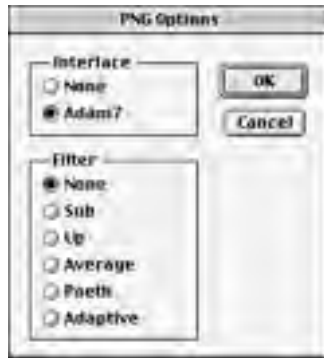 PNG Options
Interlace
None
Adam7
OK
Cancel
Filter
None
Sub
Up
Average
Paeth
Adaptive